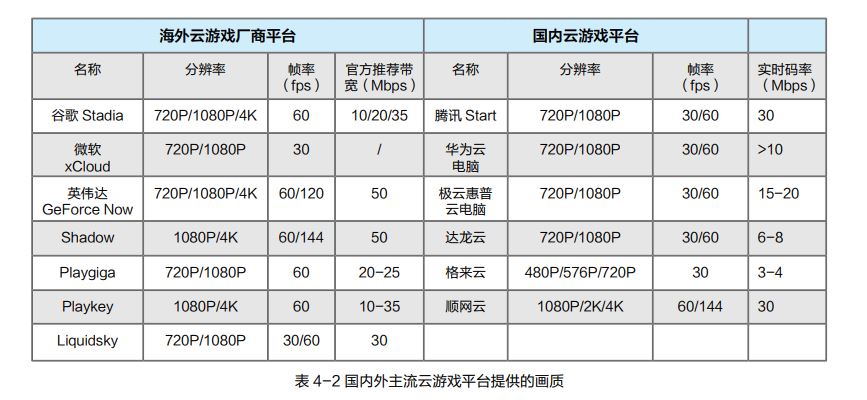 海外云游戏厂商平台 国内云游戏平台
名称 分辨率 帧率 官方推荐带 名称 分辨率 帧率 实时码率
（fps） 宽（Mbps） （fps） （Mbps）
谷歌 Stadia 720P/1080P/4K 60 10/20/35 腾讯 Start 720P/1080P 30/60 30
微软 720P/1080P 30 / 华为云 720P/1080P 30/60 >10
xCloud 电脑
英伟达 720P/1080P/4K 60/120 50 极云惠普 720P/1080P 30/60 15-20
GeForce Now 云电脑
Shadow 1080P/4K 60/144 50 达龙云 720P/1080P 30/60 6-8
Playgiga 720P/1080P 60 20-25 格来云 480P/576P/720P 30 3-4
Playkey 1080P/4K 60 10-35 顺网云 1080P/2K/4K 60/144 30
Liquidsky 720P/1080P 30/60 30
表 4-2 国内外主流云游戏平台提供的画质